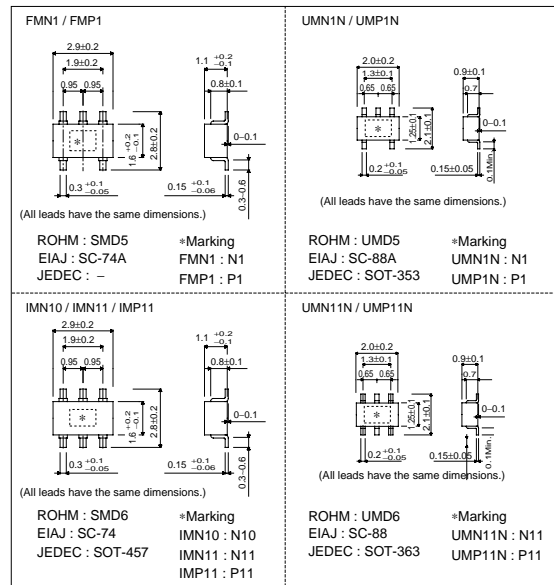 FMN1 / FMP1
2.9±0.2
1.9±0.2
0.95 0.95
1.6 +0.2 −0.1
2.8±0.2
0.3 +0.1 −0.05
1.1 +0.2 −0.1
0.8±0.1
0−0.1
0.15 +0.1 −0.06
0.3−0.6
*
(All leads have the same dimensions.)
ROHM : SMD5
EIAJ : SC-74A
JEDEC : −
*Marking
FMN1 : N1
FMP1 : P1
UMN1N / UMP1N
2.0±0.2
1.3±0.1
0.65 0.65
1.25±0.1
2.1±0.1
0.2 +0.1 −0.05
0.9±0.1
0.7
0−0.1
0.15±0.05
0.1Min.
*
(All leads have the same dimensions.)
ROHM : UMD5
EIAJ : SC-88A
JEDEC : SOT-353
*Marking
UMN1N : N1
UMP1N : P1
IMN10 / IMN11 / IMP11
2.9±0.2
1.9±0.2
0.95 0.95
1.6 +0.2 −0.1
2.8±0.2
0.3 +0.1 −0.05
1.1 +0.2 −0.1
0.8±0.1
0−0.1
0.15 +0.1 −0.06
0.3−0.6
*
(All leads have the same dimensions.)
ROHM : SMD6
EIAJ : SC-74
JEDEC : SOT-457
*Marking
IMN10 : N10
IMN11 : N11
IMP11 : P11
UMN11N / UMP11N
2.0±0.2
1.3±0.1
0.65 0.65
1.25±0.1
2.1±0.1
0.2 +0.1 −0.05
0.9±0.1
0.7
0−0.1
0.15±0.05
0.1Min.
*
(All leads have the same dimensions.)
ROHM : UMD6
EIAJ : SC-88
JEDEC : SOT-363
*Marking
UMN11N : N11
UMP11N : P11